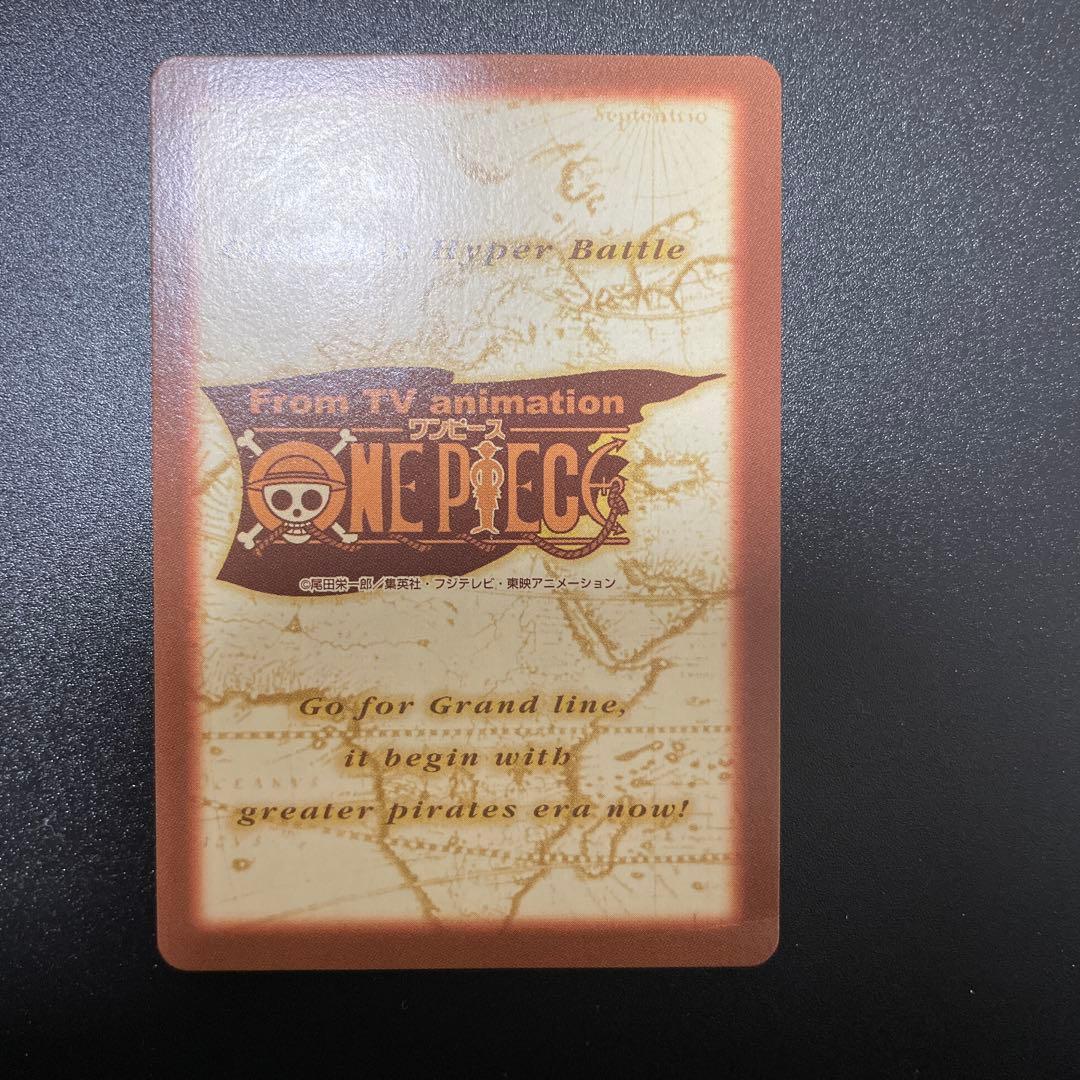 Septentrio
Hyper Battle
From TV animation
ワンピース
ONE PIECE
©尾田栄一郎／集英社・フジテレビ・東映アニメーション
Go for Grand line,
it begin with
greater pirates era now!